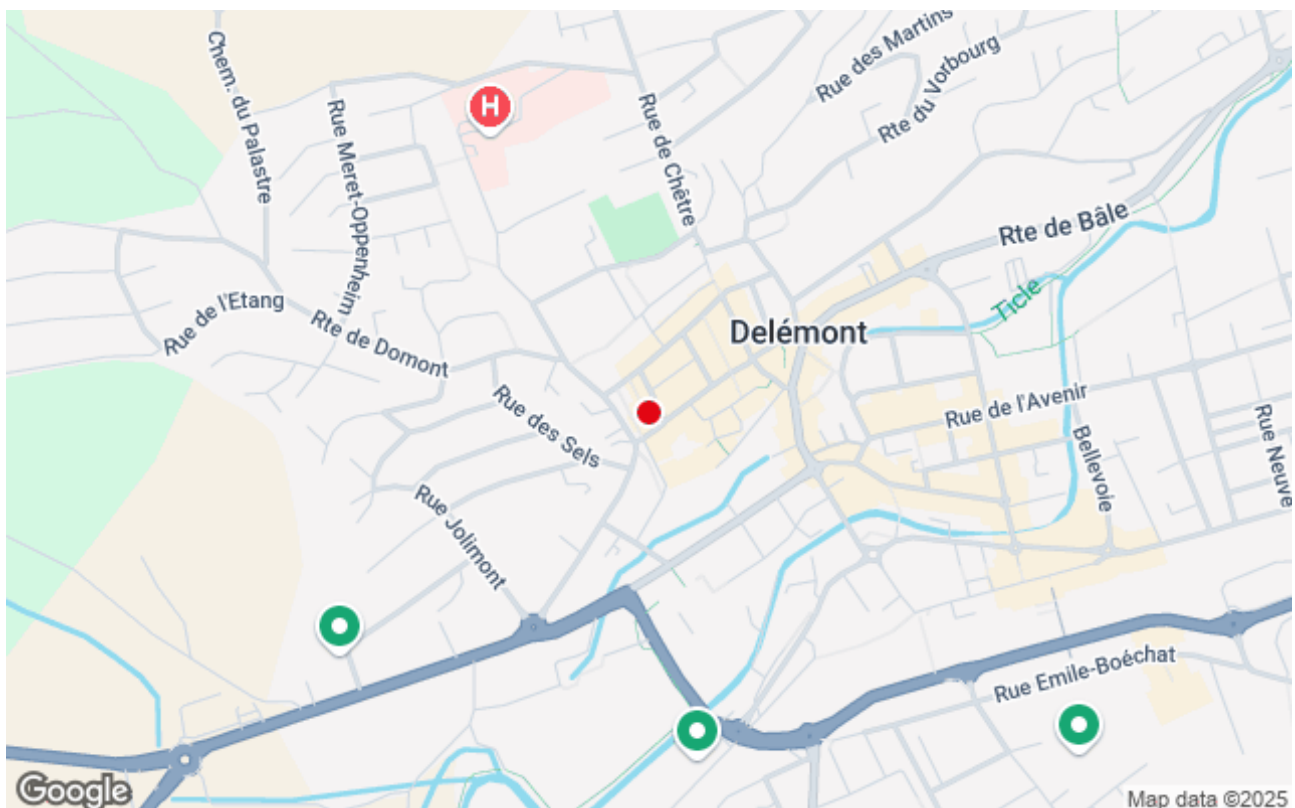 Rue des Martins
Rte du Vorbourg
Chem. du Palastre
Rue Meret-Oppenheim
H
Rue de Chêtre
Rte de Bâle
Ticle
Rue de l'Etang
Rte de Domont
Delémont
Rue des Sels
Rue de l'Avenir
Bellevoie
Rue Neuve
Rue Jolimont
Rue Emile-Boéchat
Google
Map data ©2025